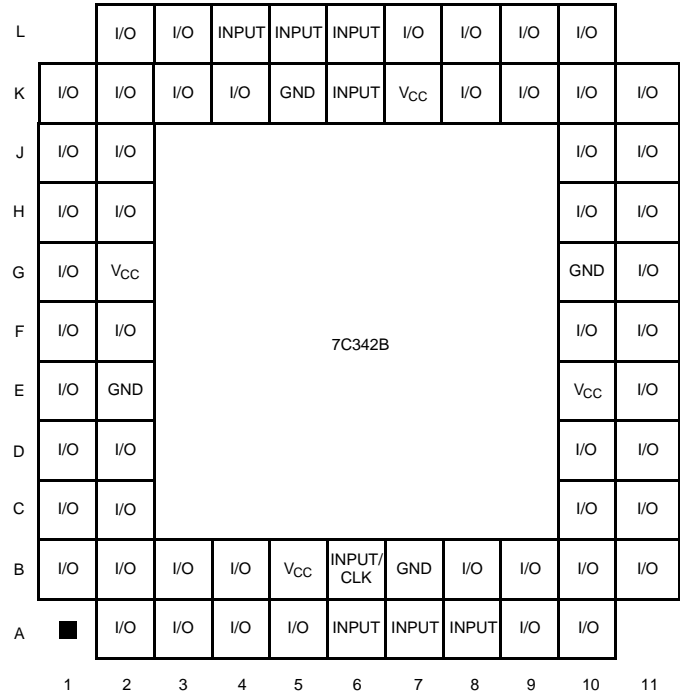 L I/O I/O INPUT INPUT INPUT I/O I/O I/O I/O
K I/O I/O I/O I/O GND INPUT VCC I/O I/O I/O I/O
J I/O I/O I/O I/O
H I/O I/O I/O I/O
G I/O VCC GND I/O
F I/O I/O 7C342B I/O I/O
E I/O GND VCC I/O
D I/O I/O I/O I/O
C I/O I/O I/O I/O
B I/O I/O I/O I/O VCC INPUT/CLK GND I/O I/O I/O I/O
A I/O I/O I/O I/O INPUT INPUT INPUT I/O I/O
1 2 3 4 5 6 7 8 9 10 11